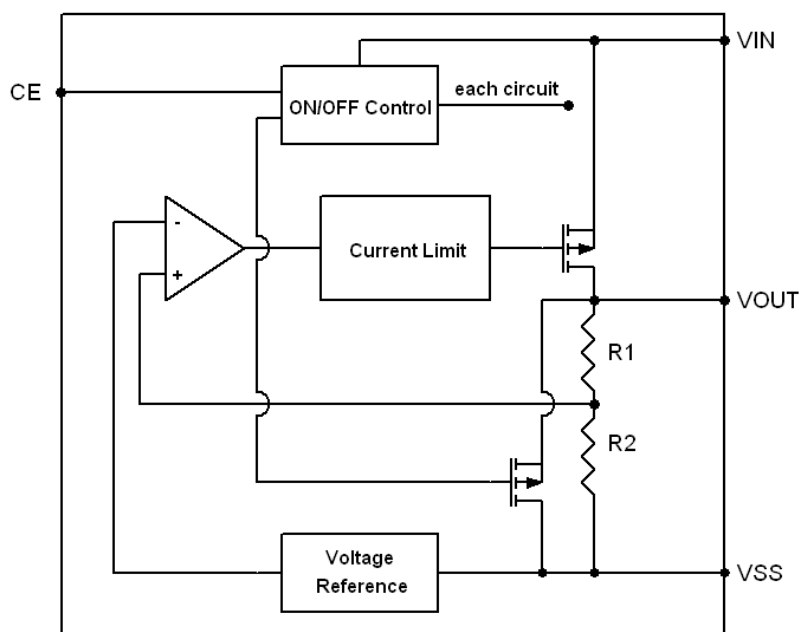 VIN
CE
ON/OFF Control
each circuit
-
+
Current Limit
VOUT
R1
R2
Voltage
Reference
VSS